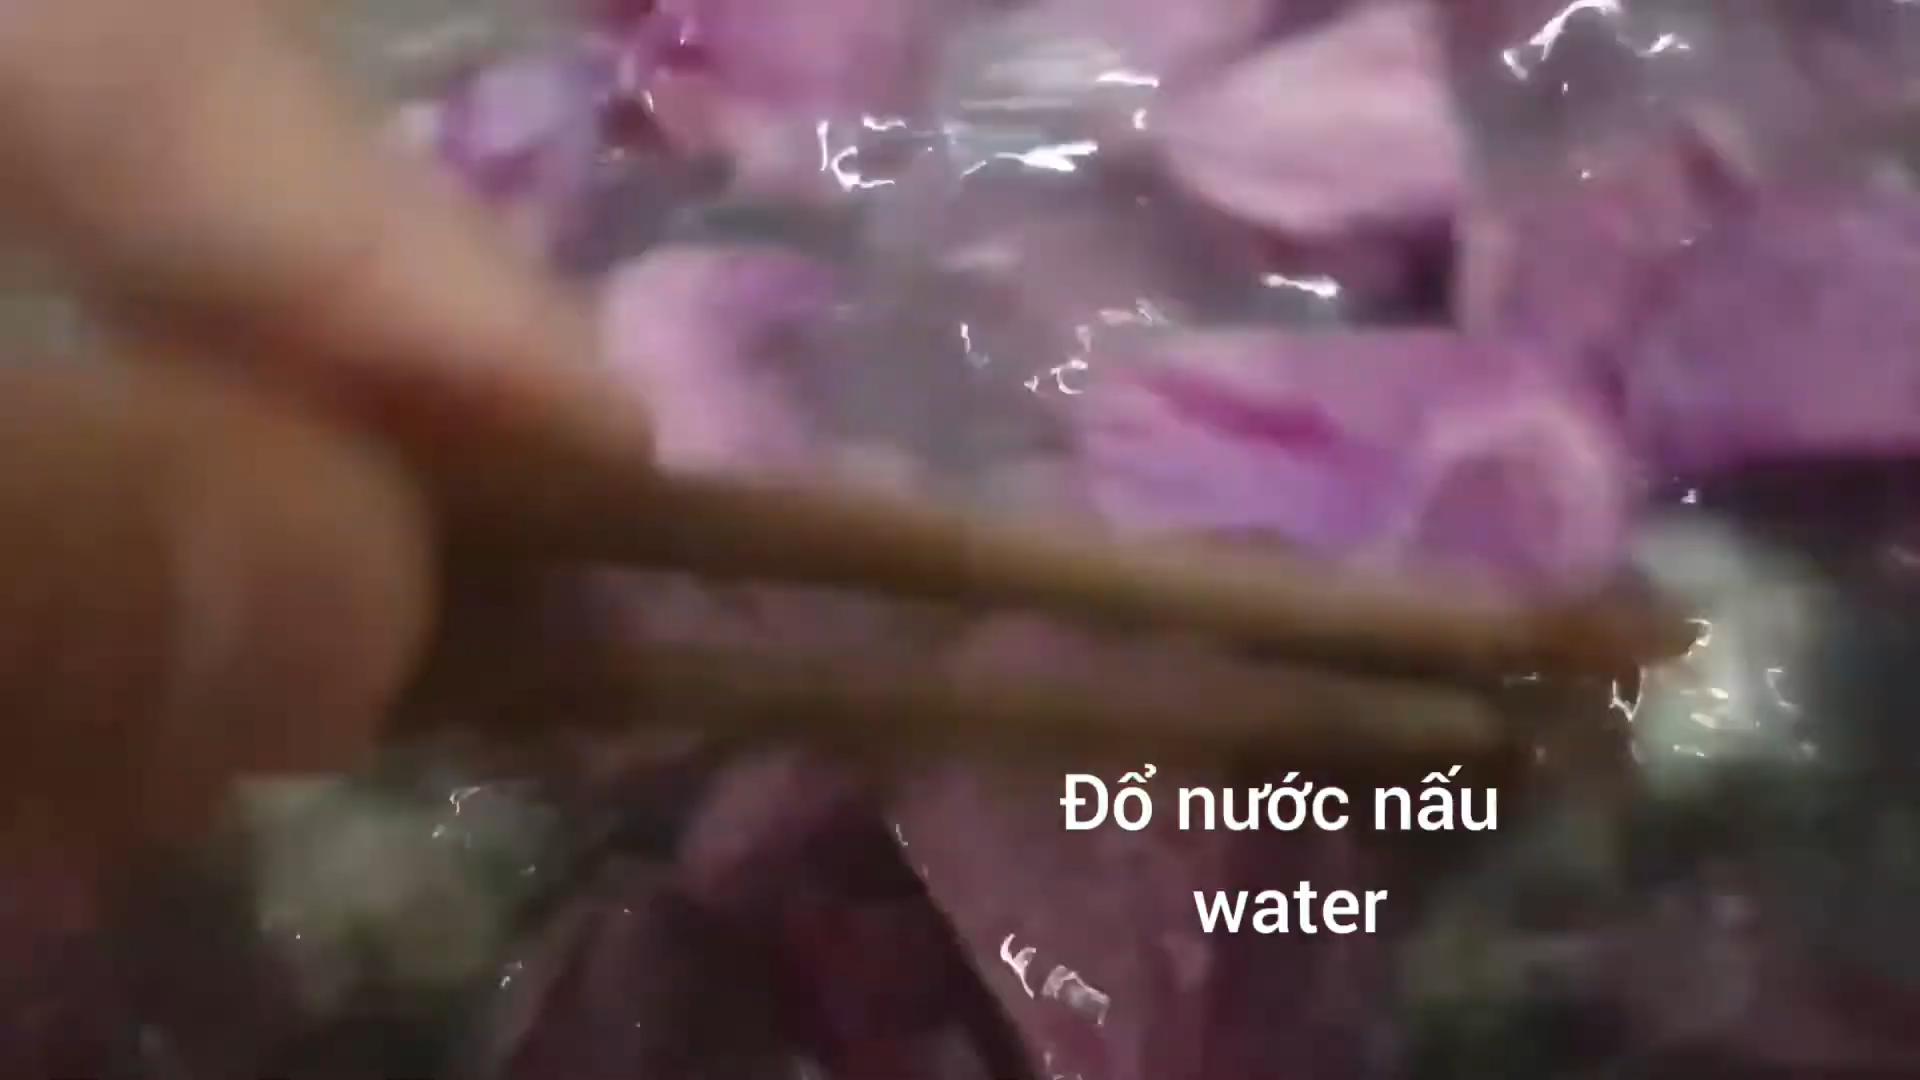 Đổ nước nấu
water